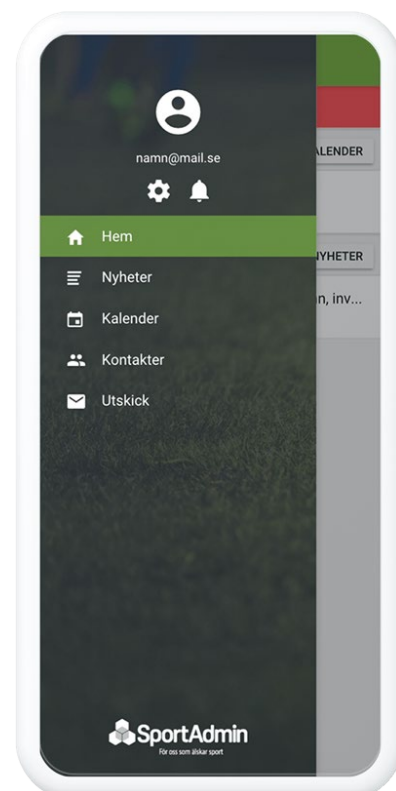 namn@mail.se
Hem
Nyheter
Kalender
Kontakter
Utskick
ALENDER
NYHETER
n, inv...
SportAdmin
För oss som älskar sport